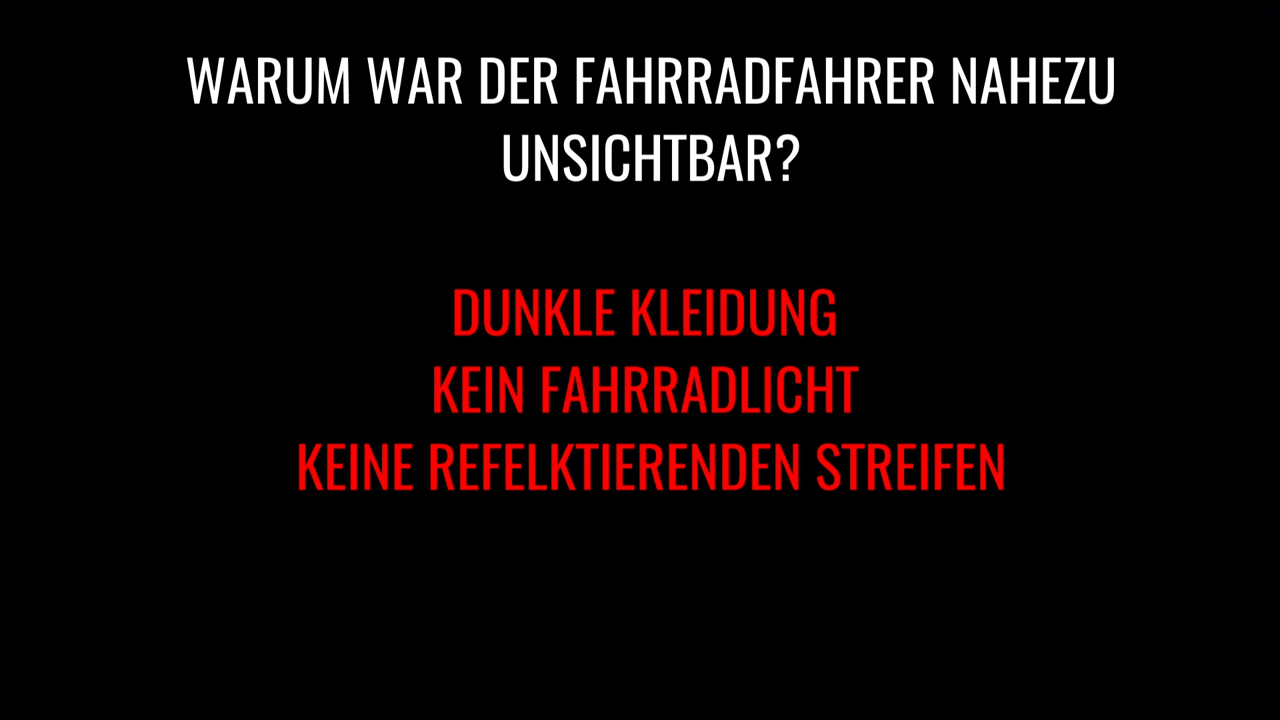 WARUM WAR DER FAHRRADFAHRER NAHEZU
UNSICHTBAR?
DUNKLE KLEIDUNG
KEIN FAHRRADLICHT
KEINE REFELKTIERENDEN STREIFEN